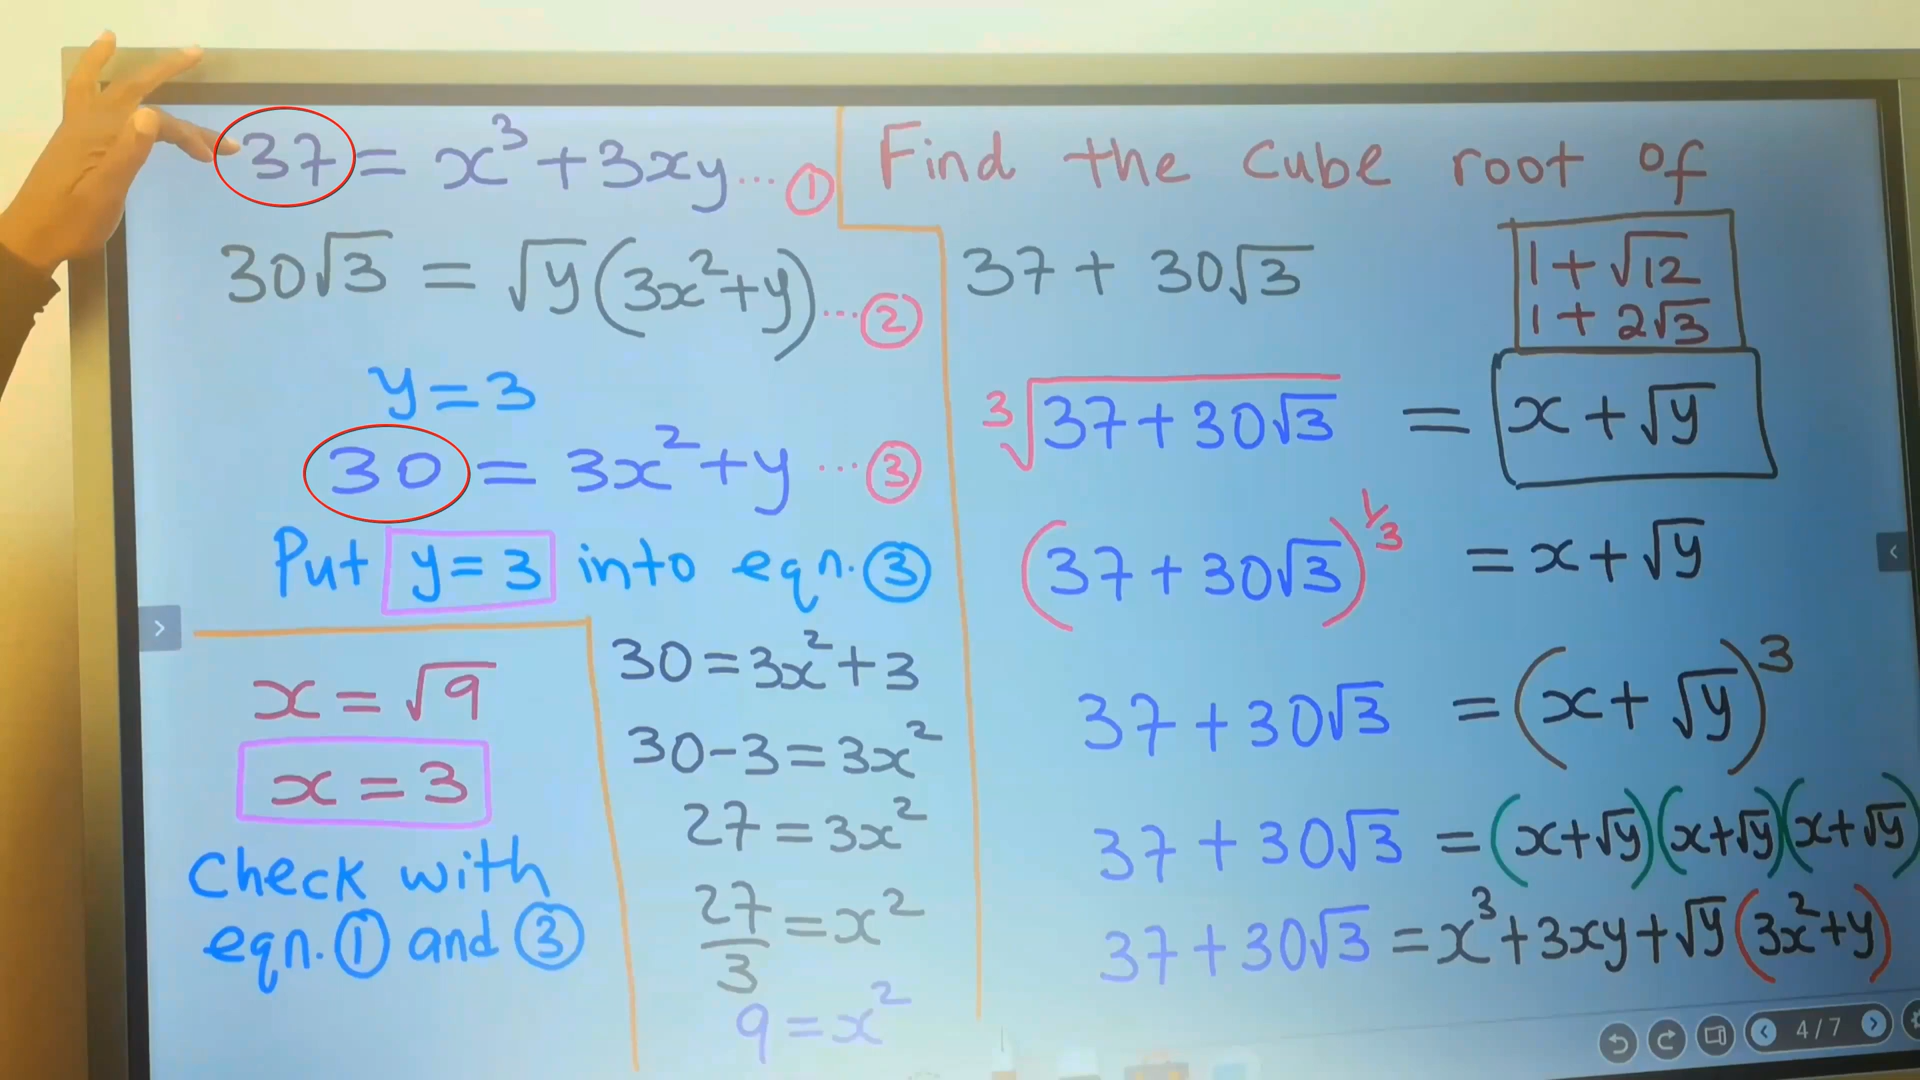 37 = x³ + 3xy ... ①
30√3 = √y(3x² + y) ... ②
y = 3
30 = 3x² + y ... ③
Put y = 3 into eqn. ③
x = √9
x = 3
Check with
eqn. ① and ③
30 = 3x² + 3
30 - 3 = 3x²
27 = 3x²
27/3 = x²
9 = x²
Find the cube root of
37 + 30√3
1 + √12
1 + 2√3
³√(37 + 30√3) = x + √y
(37 + 30√3)^(1/3) = x + √y
37 + 30√3 = (x + √y)³
37 + 30√3 = (x + √y)(x + √y)(x + √y)
37 + 30√3 = x³ + 3xy + √y(3x² + y)
4/7